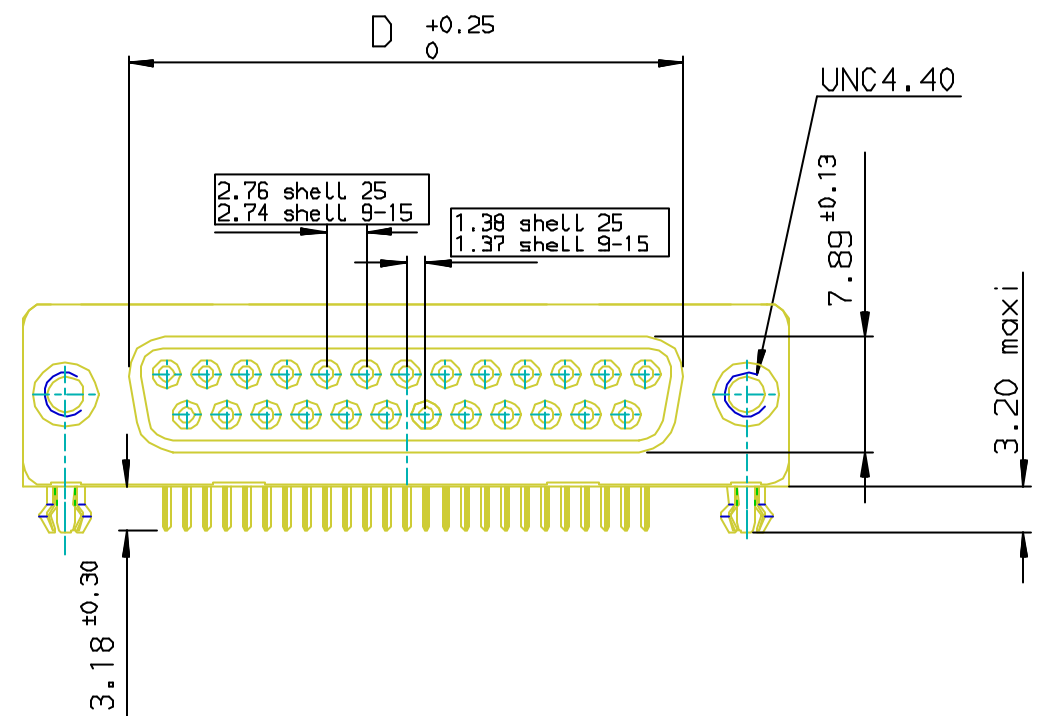 D +0.25
0
UNC4.40
2.76 shell 25
2.74 shell 9-15
1.38 shell 25
1.37 shell 9-15
7.89 ±0.13
3.20 maxi
3.18 ±0.30